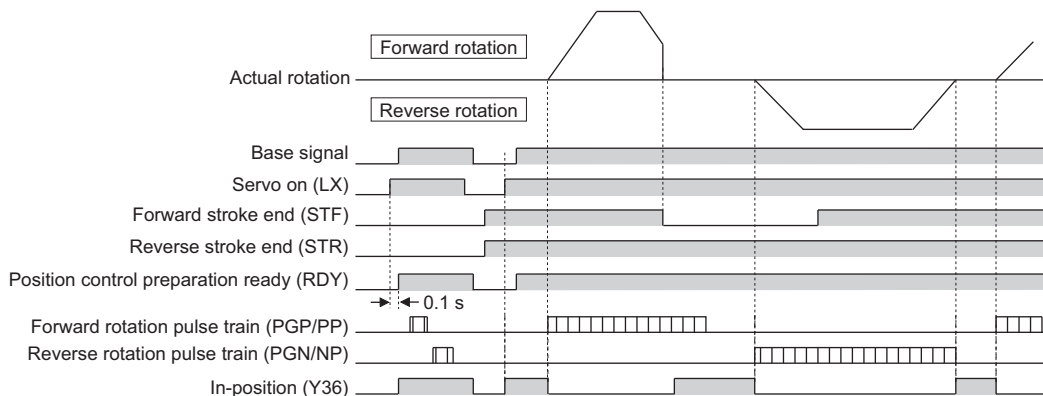 Forward rotation
Actual rotation
Reverse rotation
Base signal
Servo on (LX)
Forward stroke end (STF)
Reverse stroke end (STR)
Position control preparation ready (RDY)
0.1 s
Forward rotation pulse train (PGP/PP)
Reverse rotation pulse train (PGN/NP)
In-position (Y36)